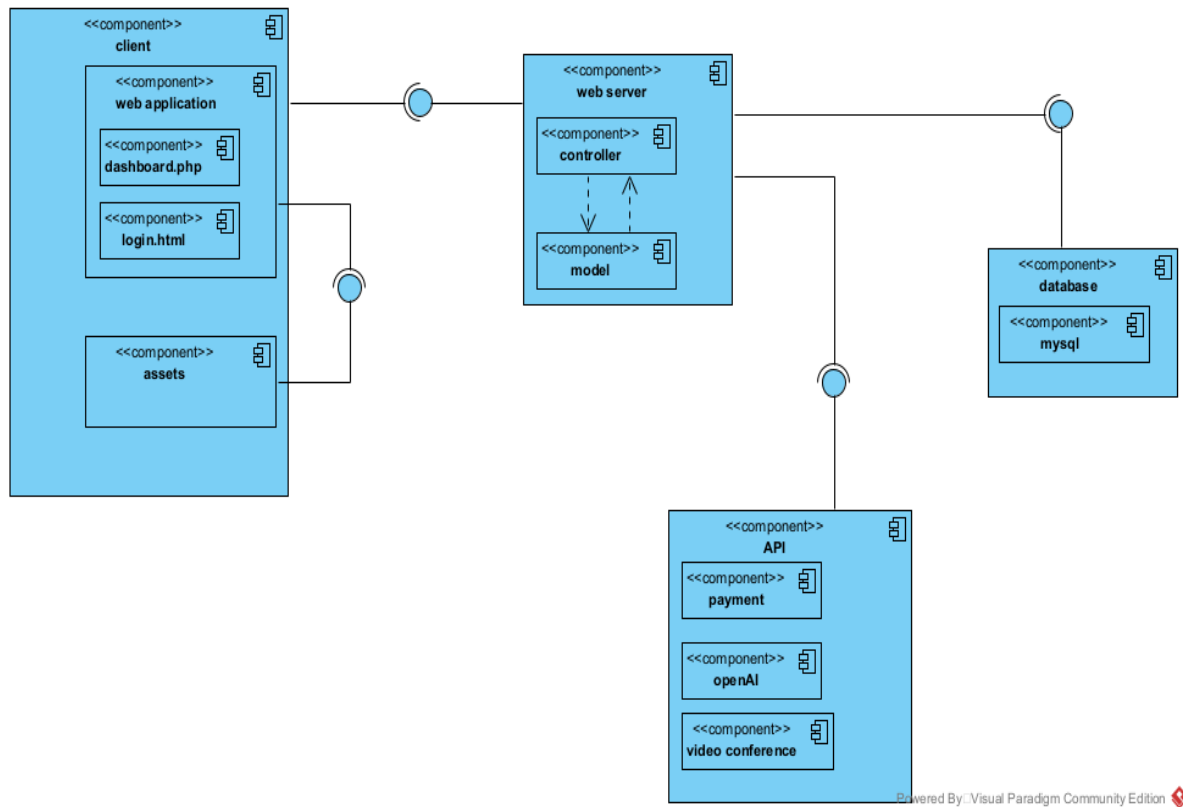 <<component>>
client
<<component>>
web application
<<component>>
dashboard.php
<<component>>
login.html
<<component>>
assets
<<component>>
web server
<<component>>
controller
<<component>>
model
<<component>>
database
<<component>>
mysql
<<component>>
API
<<component>>
payment
<<component>>
openAI
<<component>>
video conference
Powered By Visual Paradigm Community Edition